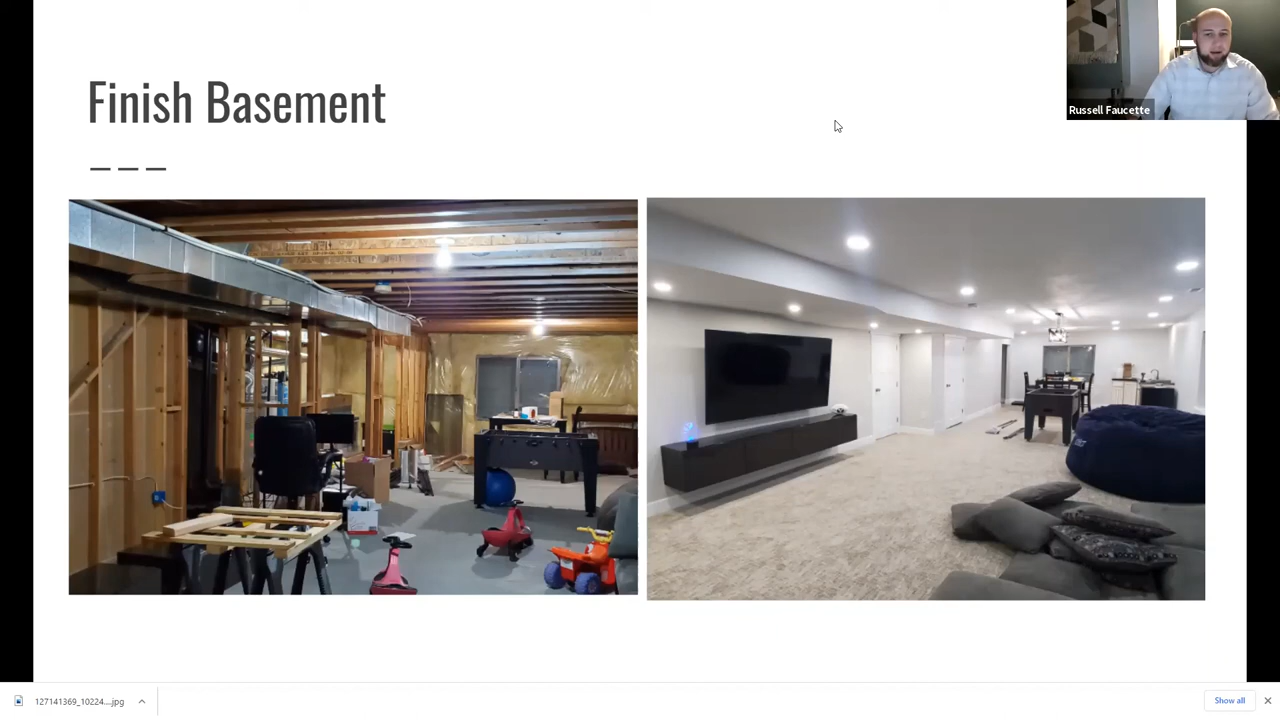 Finish Basement
Russell Faucette
127141369_10224....jpg
Show all